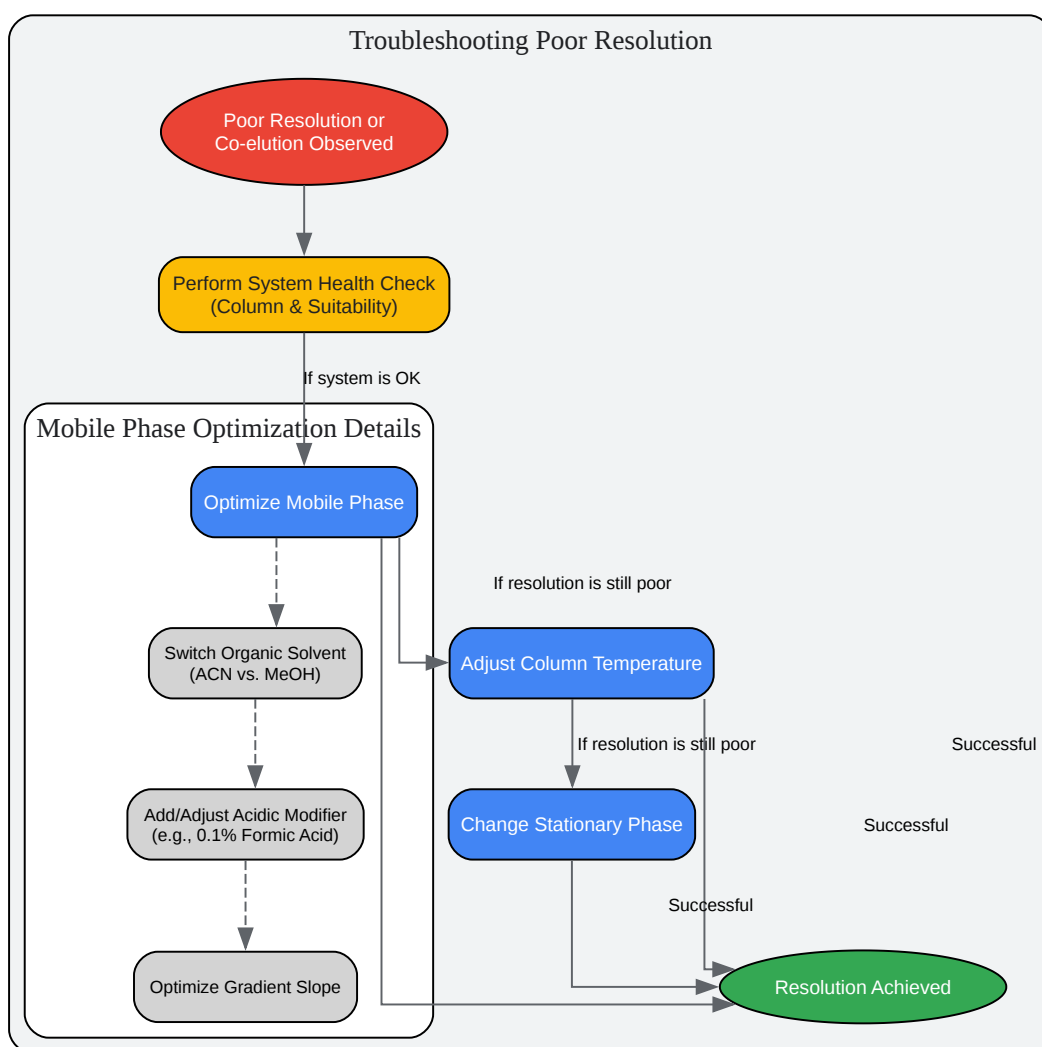 Troubleshooting Poor Resolution
Poor Resolution or
Co-elution Observed
Perform System Health Check
(Column & Suitability)
If system is OK
Mobile Phase Optimization Details
Optimize Mobile Phase
If resolution is still poor
Switch Organic Solvent
(ACN vs. MeOH)
Adjust Column Temperature
If resolution is still poor
Successful
Add/Adjust Acidic Modifier
(e.g., 0.1% Formic Acid)
Change Stationary Phase
Successful
Successful
Optimize Gradient Slope
Resolution Achieved